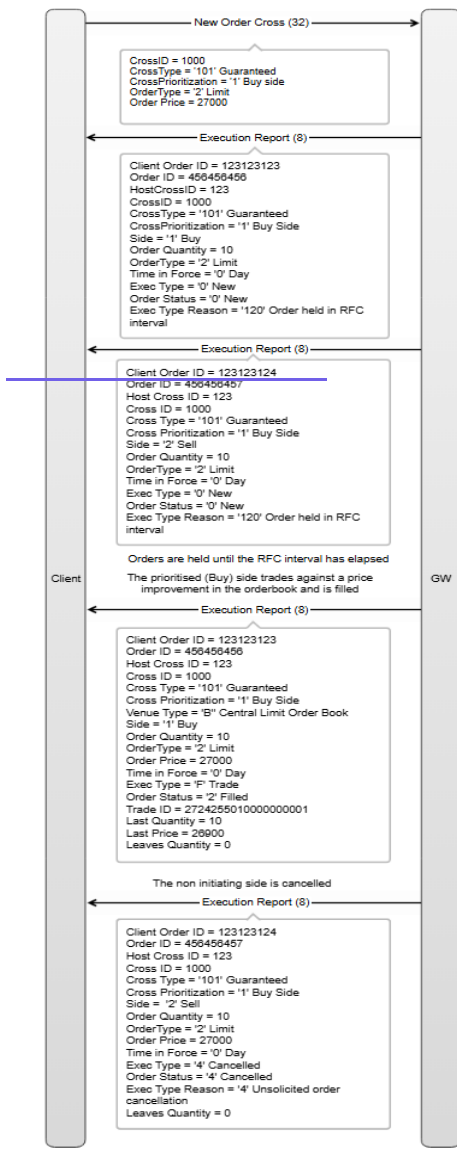 New Order Cross (32)
CrossID = 1000
CrossType = '101' Guaranteed
CrossPrioritization = '1' Buy side
OrderType = '2' Limit
Order Price = 27000
Execution Report (8)
Client Order ID = 123123123
Order ID = 456456456
HostCrossID = 123
CrossID = 1000
CrossType = '101' Guaranteed
CrossPrioritization = '1' Buy Side
Side = '1' Buy
Order Quantity = 10
OrderType = '2' Limit
Time in Force = '0' Day
Exec Type = '0' New
Order Status = '0' New
Exec Type Reason = '120' Order held in RFC
interval
Execution Report (8)
Client Order ID = 123123124
Order ID = 456456457
Host Cross ID = 123
Cross ID = 1000
Cross Type = '101' Guaranteed
Cross Prioritization = '1' Buy Side
Side = '2' Sell
Order Quantity = 10
OrderType = '2' Limit
Time in Force = '0' Day
Exec Type = '0' New
Order Status = '0' New
Exec Type Reason = '120' Order held in RFC
interval
Orders are held until the RFC interval has elapsed
Client
GW
The prioritised (Buy) side trades against a price
improvement in the orderbook and is filled
Execution Report (8)
Client Order ID = 123123123
Order ID = 456456456
Host Cross ID = 123
Cross ID = 1000
Cross Type = '101' Guaranteed
Cross Prioritization = '1' Buy Side
Venue Type = 'B" Central Limit Order Book
Side = '1' Buy
Order Quantity = 10
OrderType = '2' Limit
Order Price = 27000
Time in Force = '0' Day
Exec Type = 'F' Trade
Order Status = '2' Filled
Trade ID = 2724255010000000001
Last Quantity = 10
Last Price = 26900
Leaves Quantity = 0
The non initiating side is cancelled
Execution Report (8)
Client Order ID = 123123124
Order ID = 456456457
Host Cross ID = 123
Cross ID = 1000
Cross Type = '101' Guaranteed
Cross Prioritization = '1' Buy Side
Side = '2' Sell
Order Quantity = 10
OrderType = '2' Limit
Order Price = 27000
Time in Force = '0' Day
Exec Type = '4' Cancelled
Order Status = '4' Cancelled
Exec Type Reason = '4' Unsolicited order
cancellation
Leaves Quantity = 0